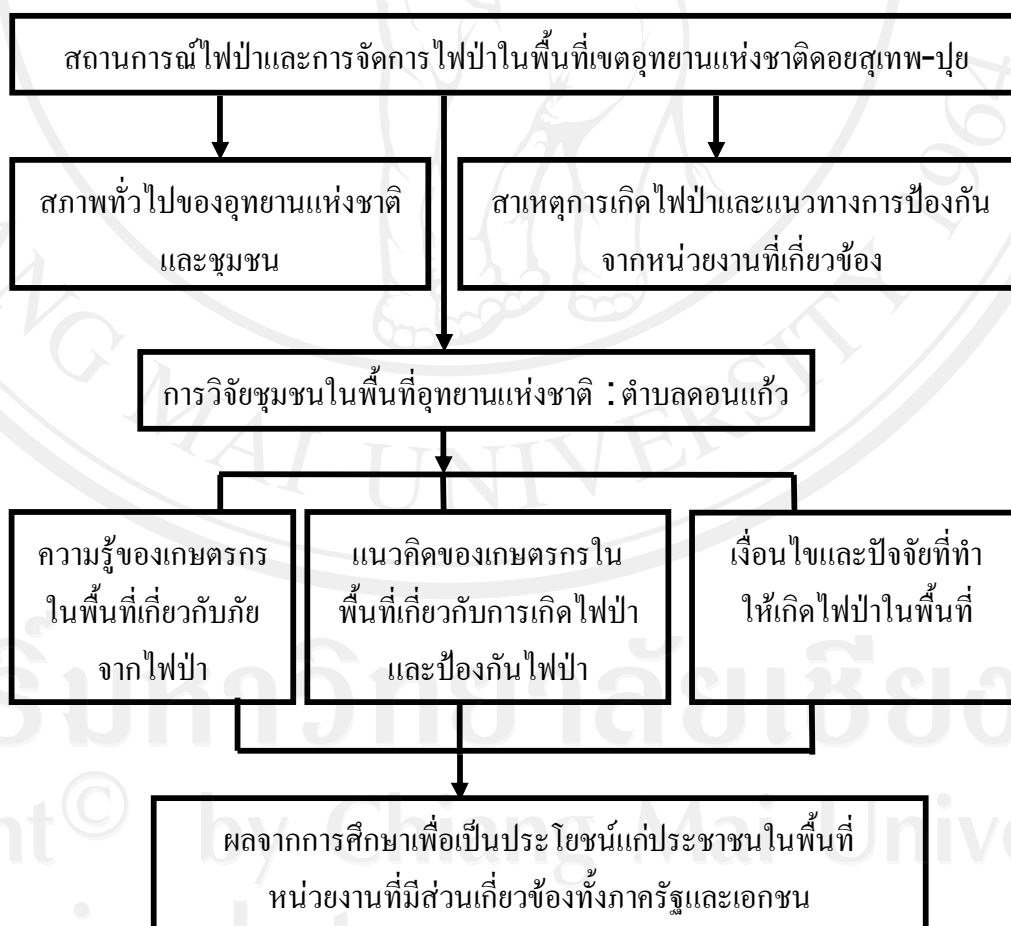 สถานการณ์ไฟป่าและการจัดการไฟป่าในพื้นที่เขตอุทยานแห่งชาติดอยสุเทพ-ปุย
สภาพทั่วไปของอุทยานแห่งชาติ
และชุมชน
สาเหตุการเกิดไฟป่าและแนวทางการป้องกัน
จากหน่วยงานที่เกี่ยวข้อง
การวิจัยชุมชนในพื้นที่อุทยานแห่งชาติ : ตำบลดอนแก้ว
ความรู้ของเกษตรกร
ในพื้นที่เกี่ยวกับภัย
จากไฟป่า
แนวคิดของเกษตรกรใน
พื้นที่เกี่ยวกับการเกิดไฟป่า
และป้องกันไฟป่า
เงื่อนไขและปัจจัยที่ทำ
ให้เกิดไฟป่าในพื้นที่
ผลจากการศึกษาเพื่อเป็นประโยชน์แก่ประชาชนในพื้นที่
หน่วยงานที่มีส่วนเกี่ยวข้องทั้งภาครัฐและเอกชน
by Chiang Mai
1964